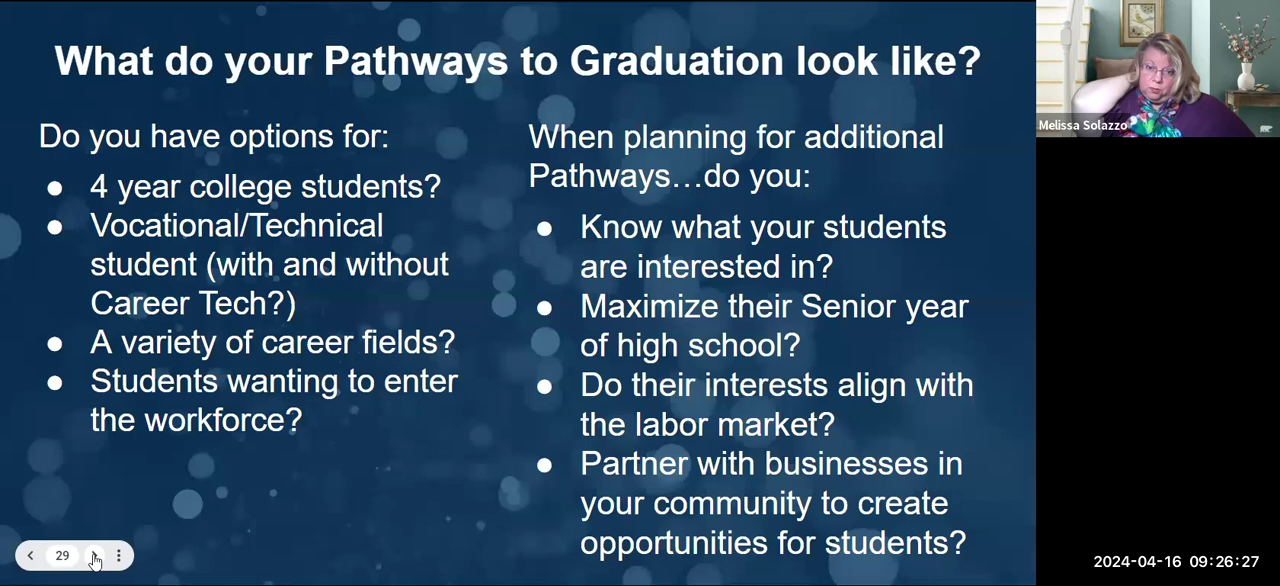 What do your Pathways to Graduation look like?
Do you have options for:
● 4 year college students?
● Vocational/Technical
student (with and without
Career Tech?)
● A variety of career fields?
● Students wanting to enter
the workforce?
When planning for additional
Pathways…do you:
● Know what your students
are interested in?
● Maximize their Senior year
of high school?
● Do their interests align with
the labor market?
● Partner with businesses in
your community to create
opportunities for students?
29
Melissa Solazzo
2024-04-16 09:26:27